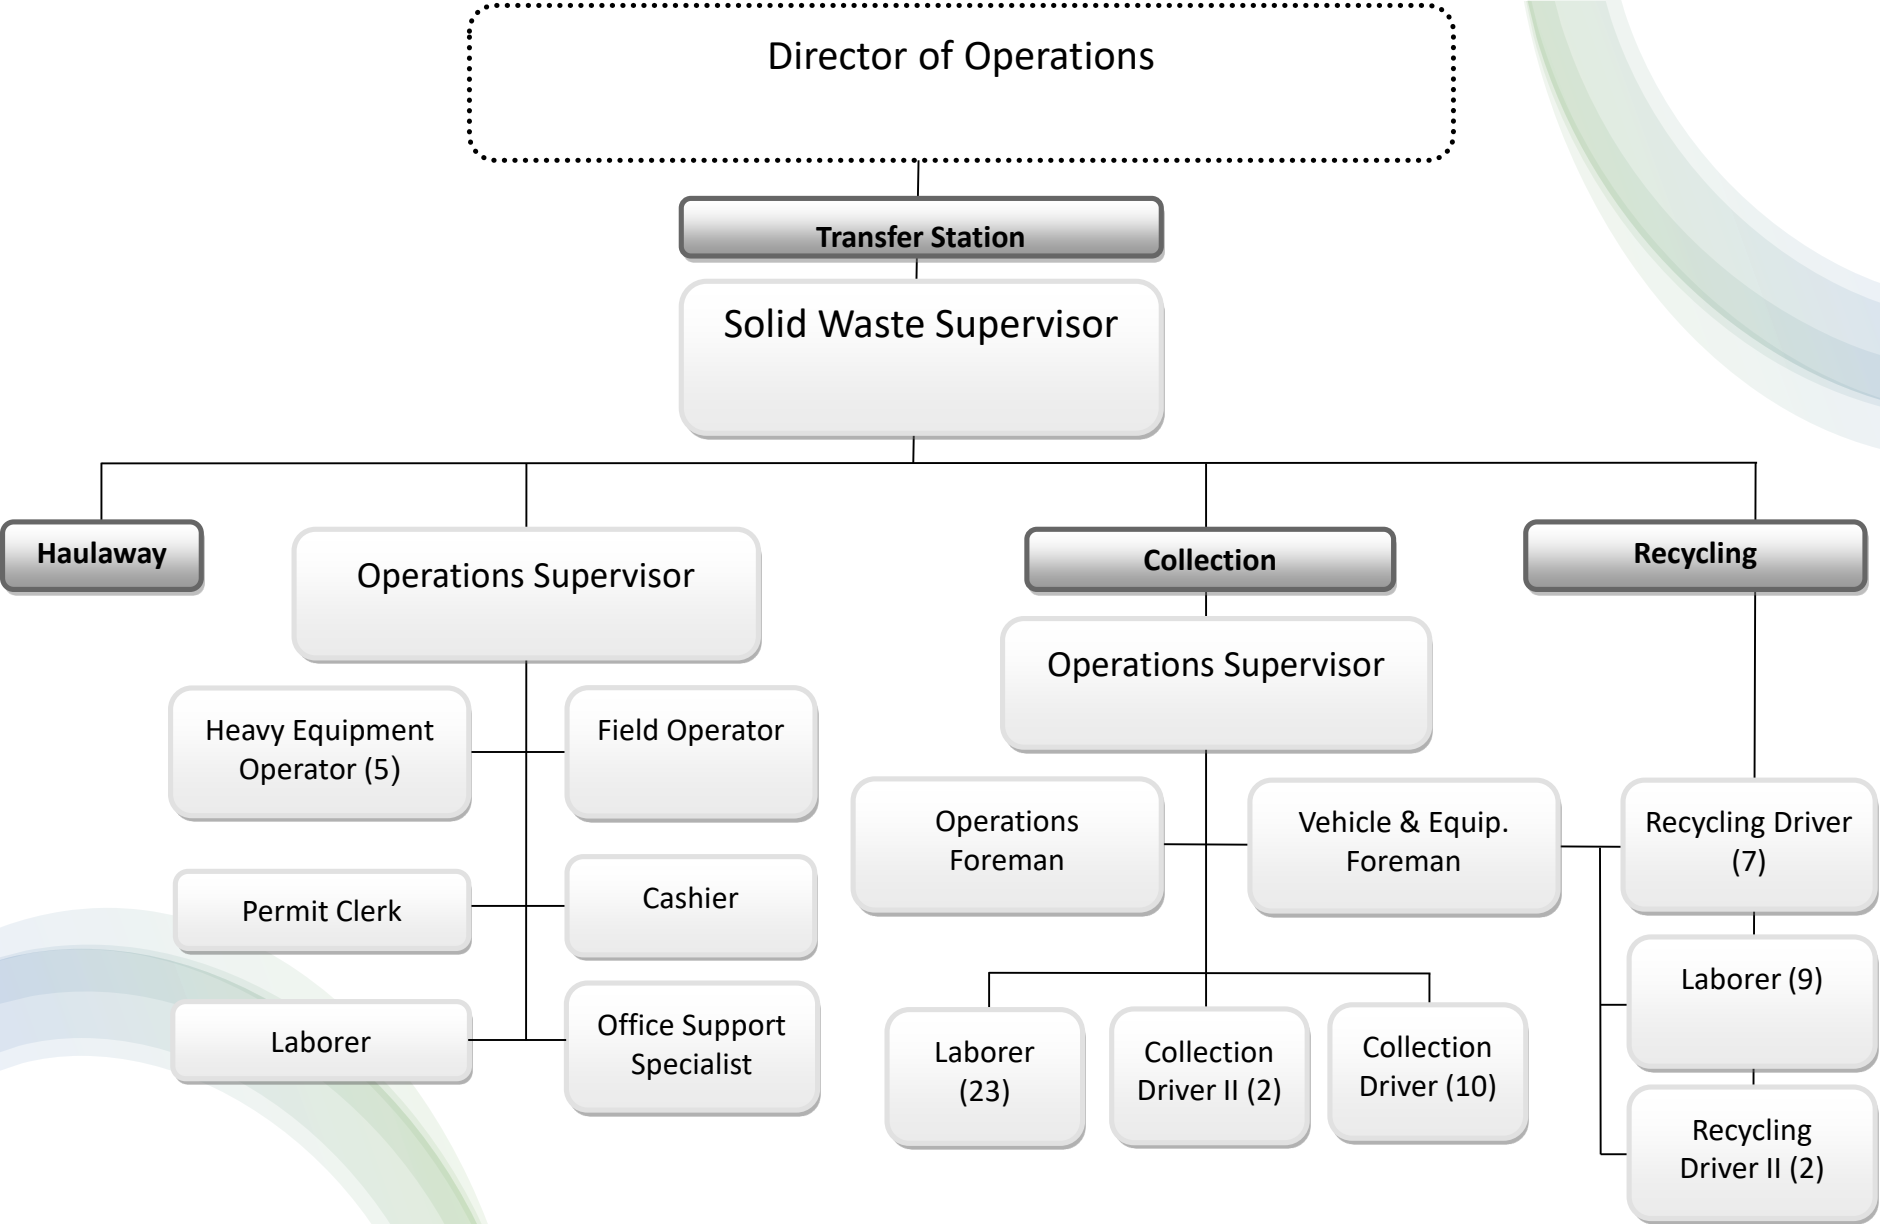 Director of Operations
Transfer Station
Solid Waste Supervisor
Haulaway
Operations Supervisor
Heavy Equipment
Operator (5)
Field Operator
Permit Clerk
Cashier
Laborer
Office Support
Specialist
Collection
Operations Supervisor
Operations
Foreman
Vehicle & Equip.
Foreman
Laborer
(23)
Collection
Driver II (2)
Collection
Driver (10)
Recycling
Recycling Driver
(7)
Laborer (9)
Recycling
Driver II (2)